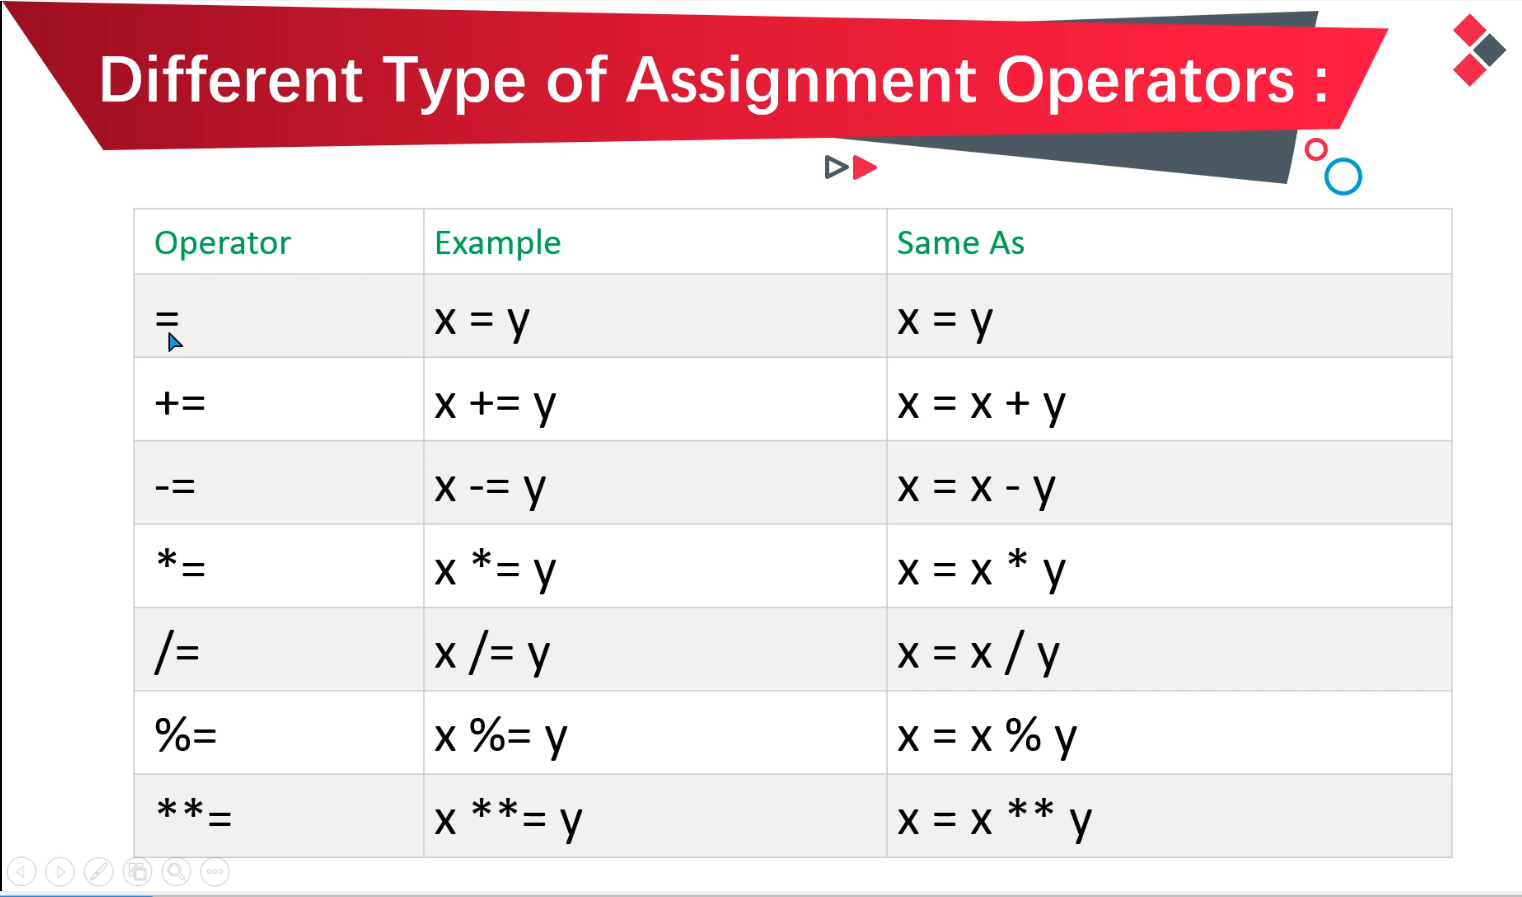 Different Type of Assignment Operators :
Operator Example Same As
= x = y x = y
+= x += y x = x + y
-= x -= y x = x - y
*= x *= y x = x * y
/= x /= y x = x / y
%= x %= y x = x % y
**= x **= y x = x ** y